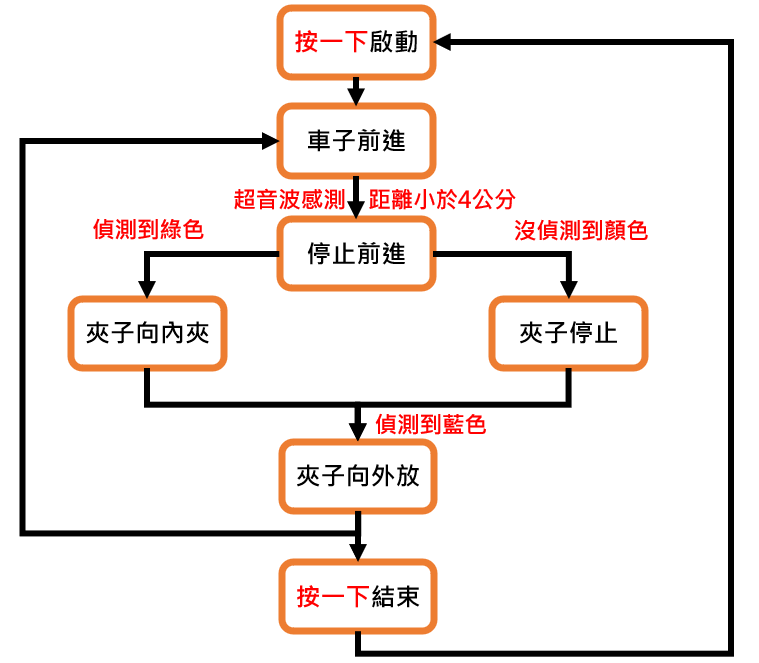 按一下啟動
車子前進
超音波感測 距離小於4公分
偵測到綠色
沒偵測到顏色
停止前進
夾子向內夾
夾子停止
偵測到藍色
夾子向外放
按一下結束